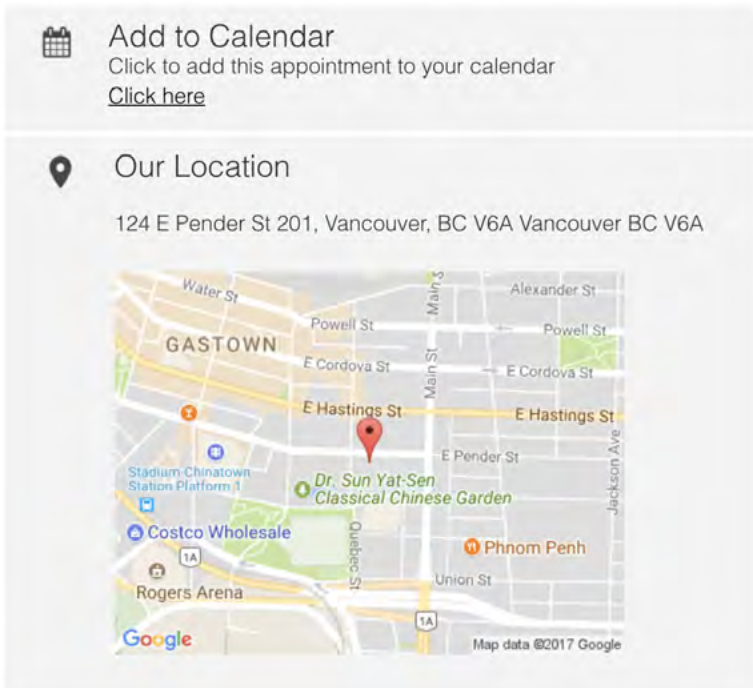 Add to Calendar
Click to add this appointment to your calendar
Click here
Our Location
124 E Pender St 201, Vancouver, BC V6A Vancouver BC V6A
Water St
Main S
Alexander St
Powell St
Powell St
GASTOWN
E Cordova St
Main St
E Cordova St
E Hastings St
E Hastings St
E Pender St
Jackson Ave
Stadium-Chinatown
Station Platform 1
Dr. Sun Yat-Sen
Classical Chinese Garden
Costco Wholesale
Quebec St
Phnom Penh
1A
Rogers Arena
Union St
1A
Google
Map data ©2017 Google